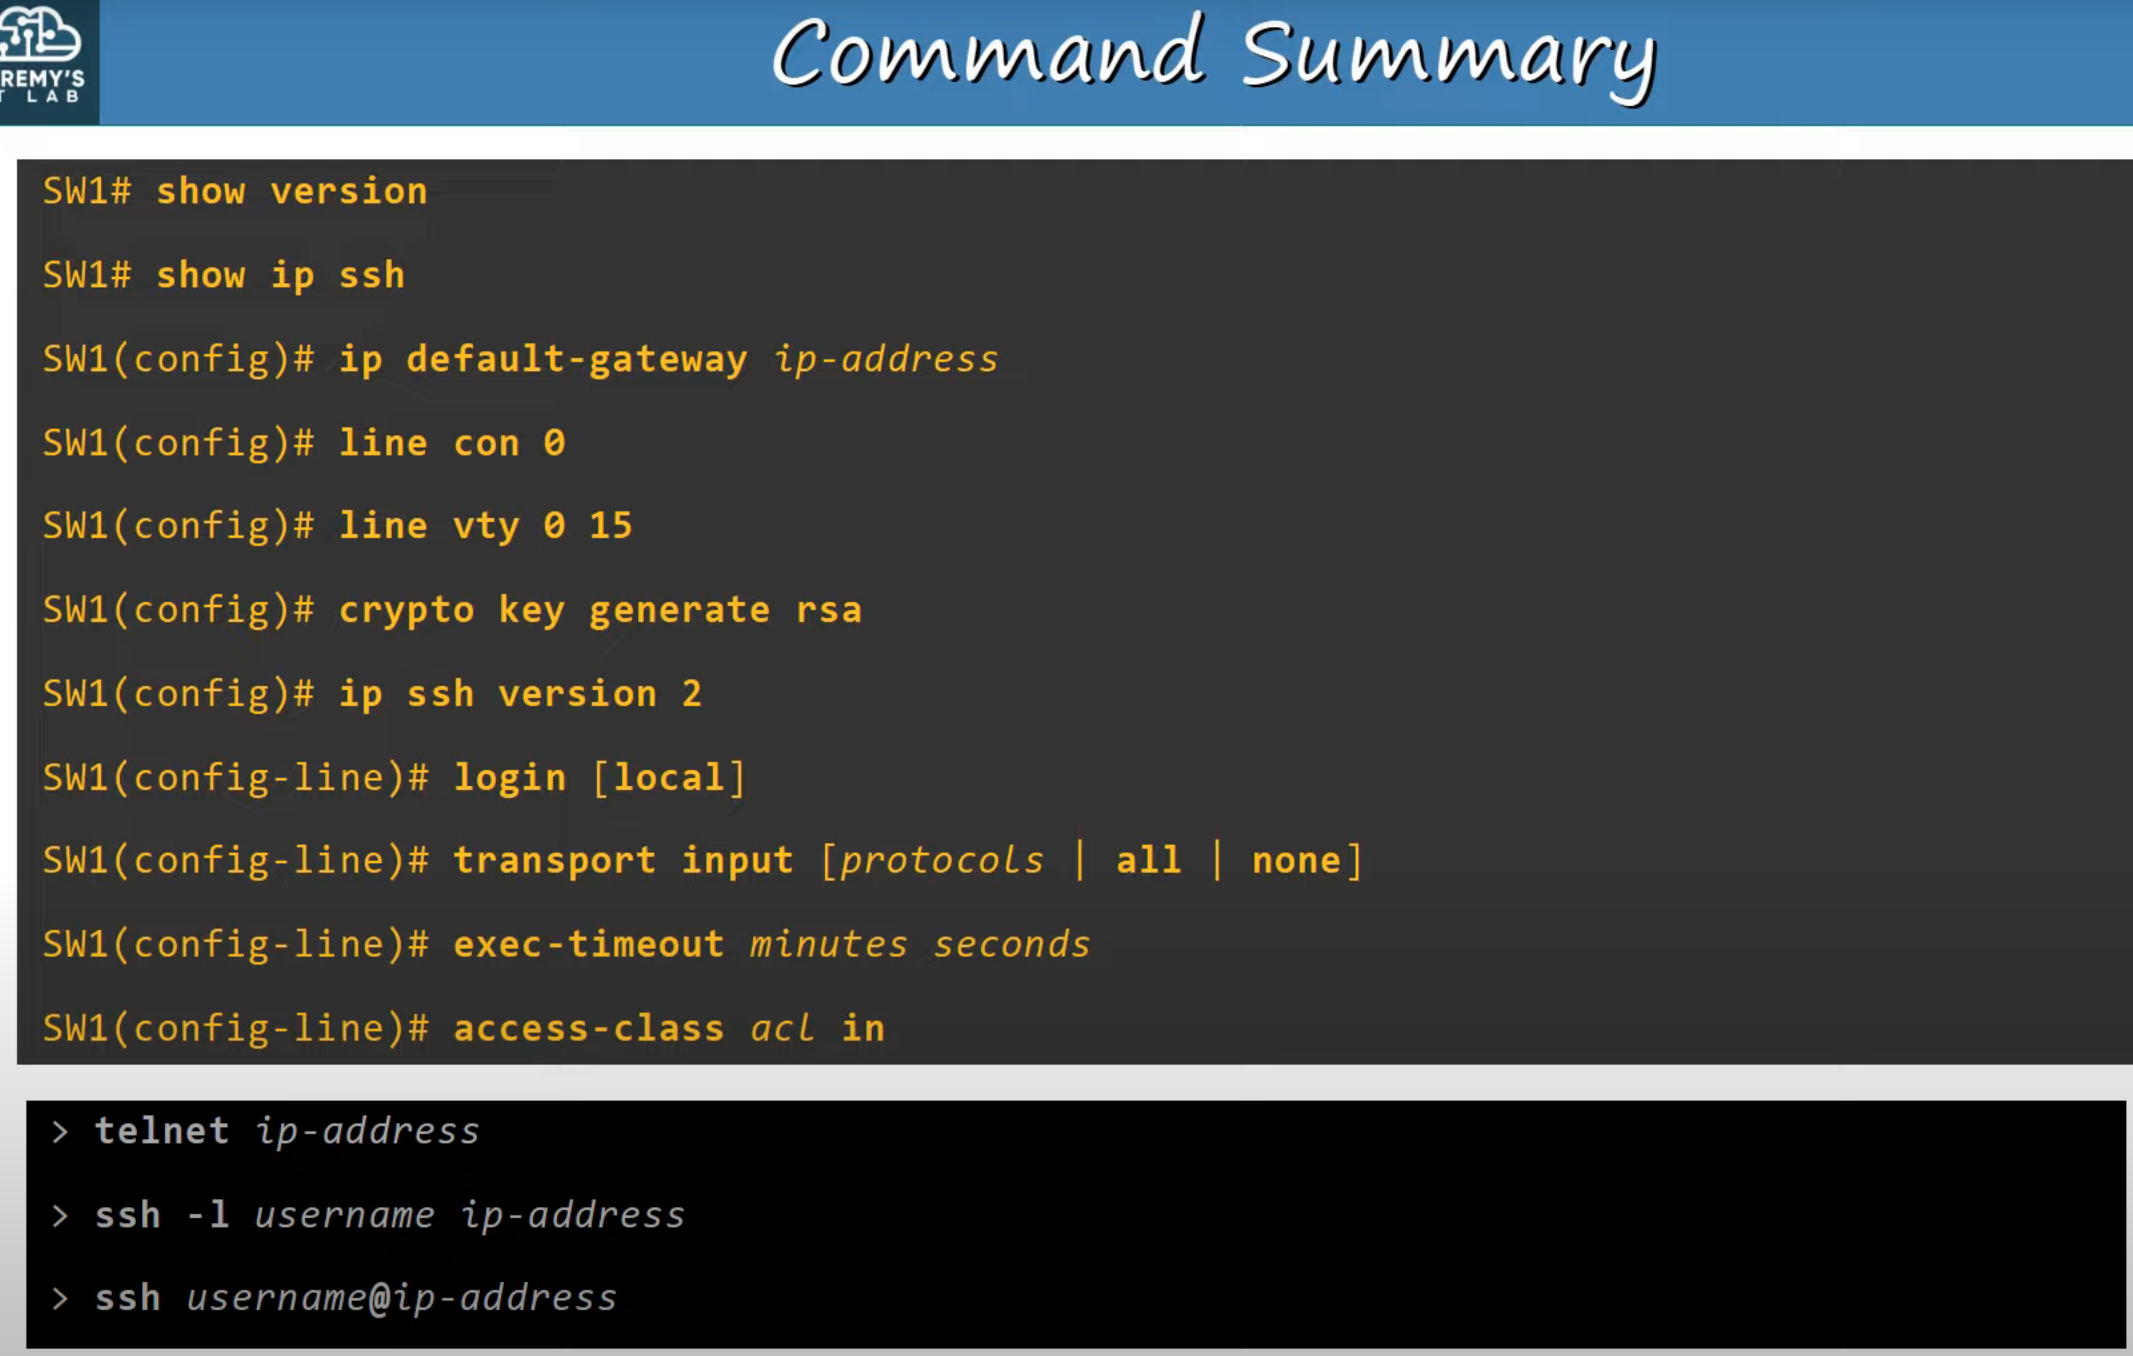 Command Summary
REMY'S
T LAB
SW1# show version
SW1# show ip ssh
SW1(config)# ip default-gateway ip-address
SW1(config)# line con 0
SW1(config)# line vty 0 15
SW1(config)# crypto key generate rsa
SW1(config)# ip ssh version 2
SW1(config-line)# login [local]
SW1(config-line)# transport input [protocols | all | none]
SW1(config-line)# exec-timeout minutes seconds
SW1(config-line)# access-class acl in
> telnet ip-address
> ssh -l username ip-address
> ssh username@ip-address